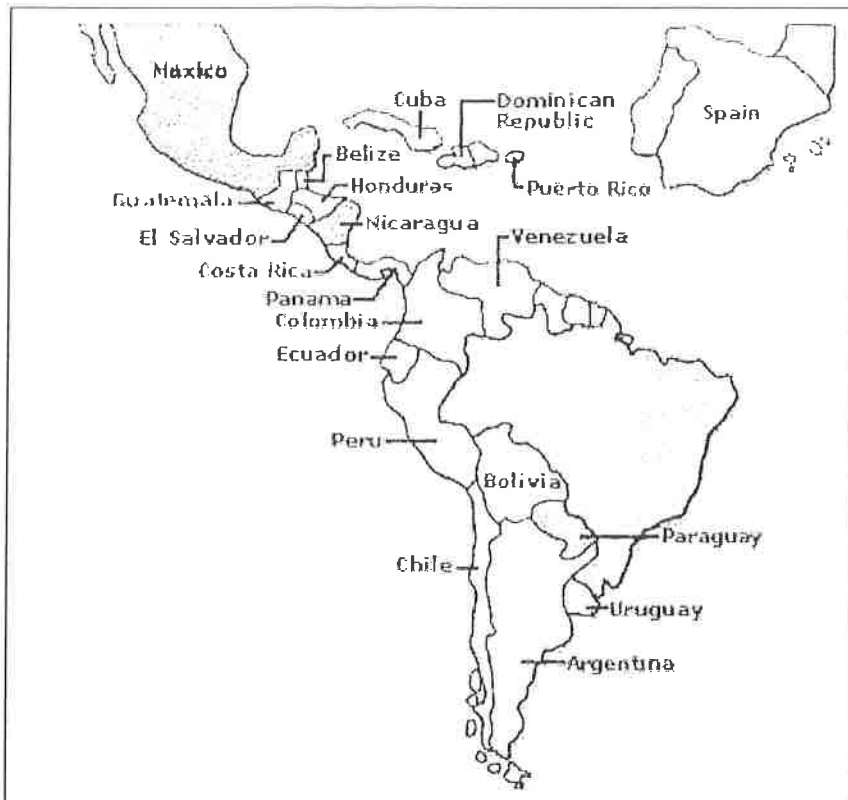 México
Cuba
Dominican
Republic
Spain
Belize
Honduras
Puerto Rico
Guatemala
Nicaragua
El Salvador
Venezuela
Costa Rica
Panama
Colombia
Ecuador
Peru
Bolivia
Paraguay
Chile
Uruguay
Argentina